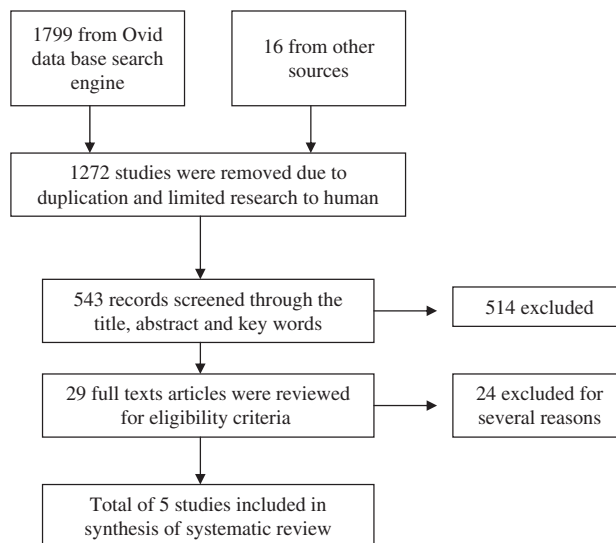 1799 from Ovid
data base search
engine
16 from other
sources
1272 studies were removed due to
duplication and limited research to human
543 records screened through the
title, abstract and key words
514 excluded
29 full texts articles were reviewed
for eligibility criteria
24 excluded for
several reasons
Total of 5 studies included in
synthesis of systematic review